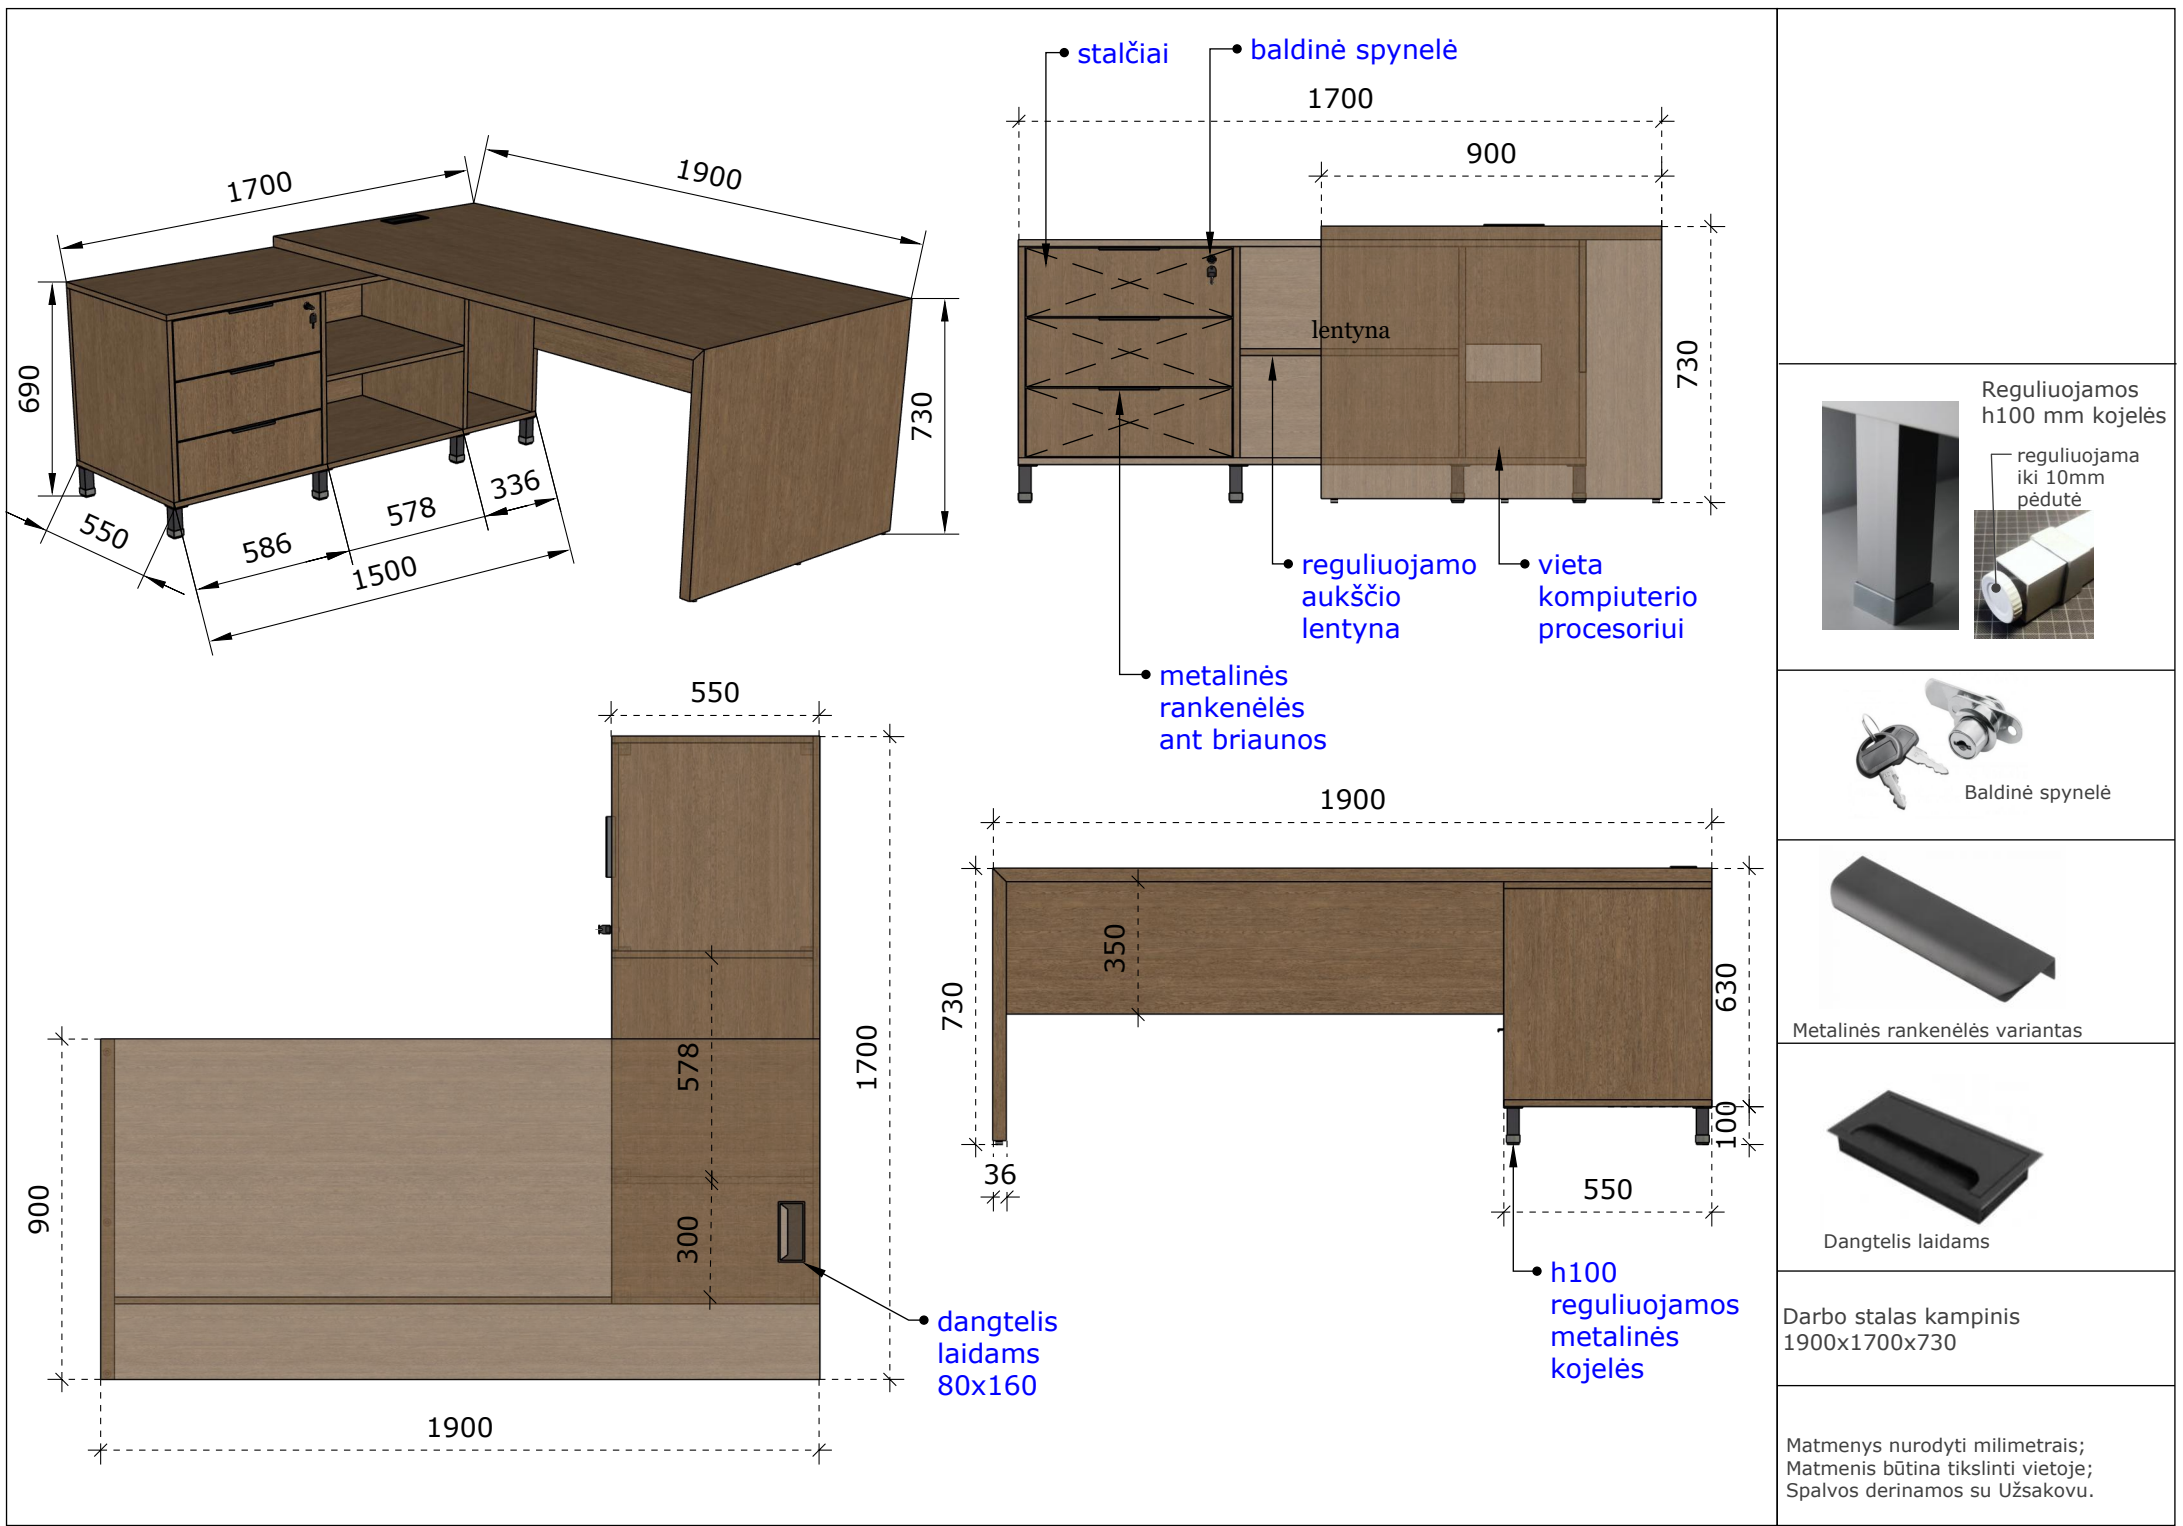 stalčiai
baldinė spynelė
1700
900
lentyna
730
reguliuojamo
aukščio
lentyna
vieta
kompiuterio
procesoriui
metalinės
rankenėlės
ant briaunos
1700
1900
690
730
550
586
578
336
1500
550
1700
578
300
900
1900
dangtelis
laidams
80x160
1900
730
350
630
100
36
550
h100
reguliuojamos
metalinės
kojelės
Reguliuojamos
h100 mm kojelės
reguliuojama
iki 10mm
pėdutė
Baldinė spynelė
Metalinės rankenėlės variantas
Dangtelis laidams
Darbo stalas kampinis
1900x1700x730
Matmenys nurodyti milimetrais;
Matmenis būtina tikslinti vietoje;
Spalvos derinamos su Užsakovu.